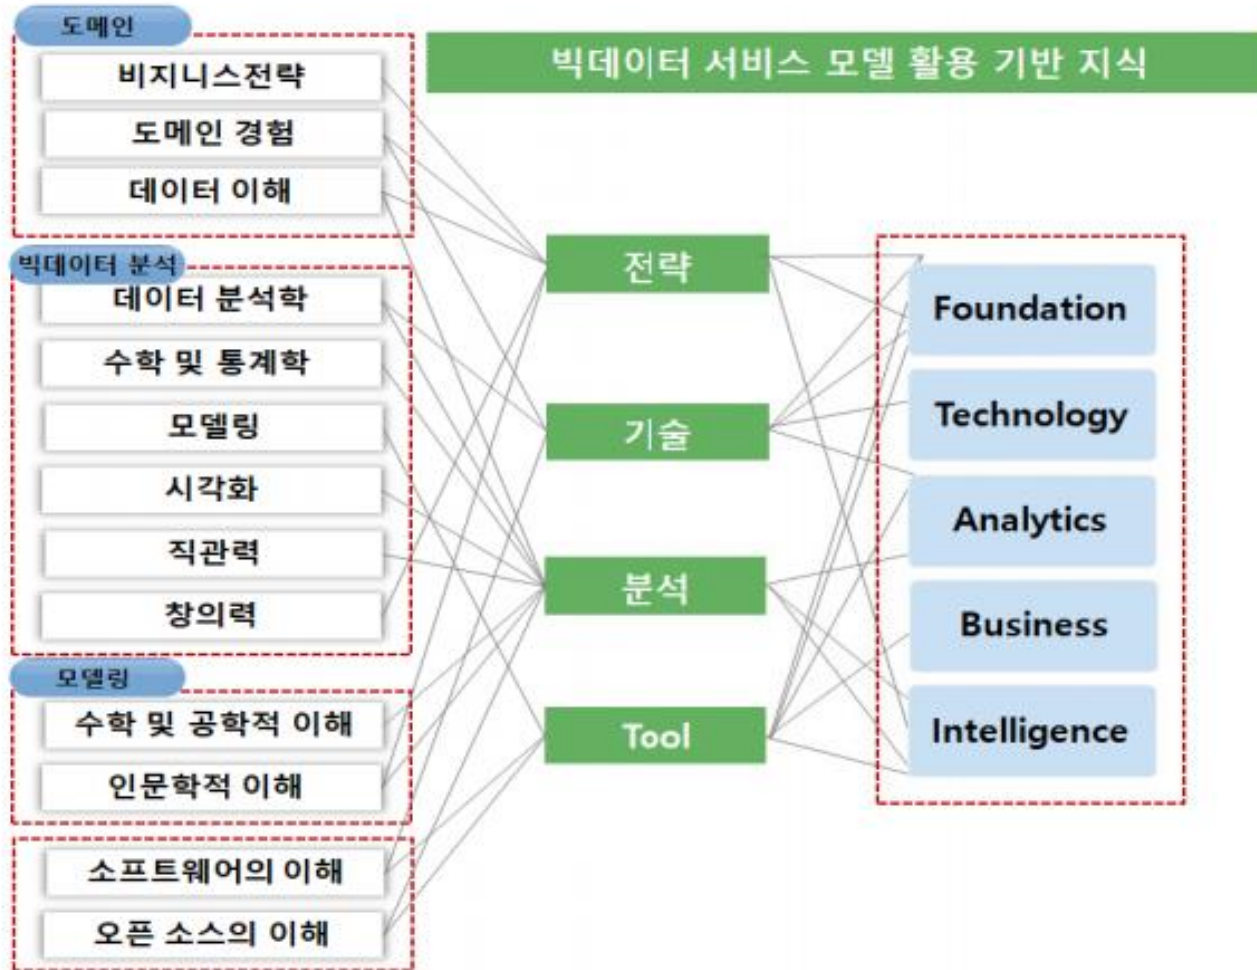 도메인
비지니스전략
도메인 경험
데이터 이해
빅데이터 분석
데이터 분석학
수학 및 통계학
모델링
시각화
직관력
창의력
모델링
수학 및 공학적 이해
인문학적 이해
소프트웨어의 이해
오픈 소스의 이해
빅데이터 서비스 모델 활용 기반 지식
전략
기술
분석
Tool
Foundation
Technology
Analytics
Business
Intelligence